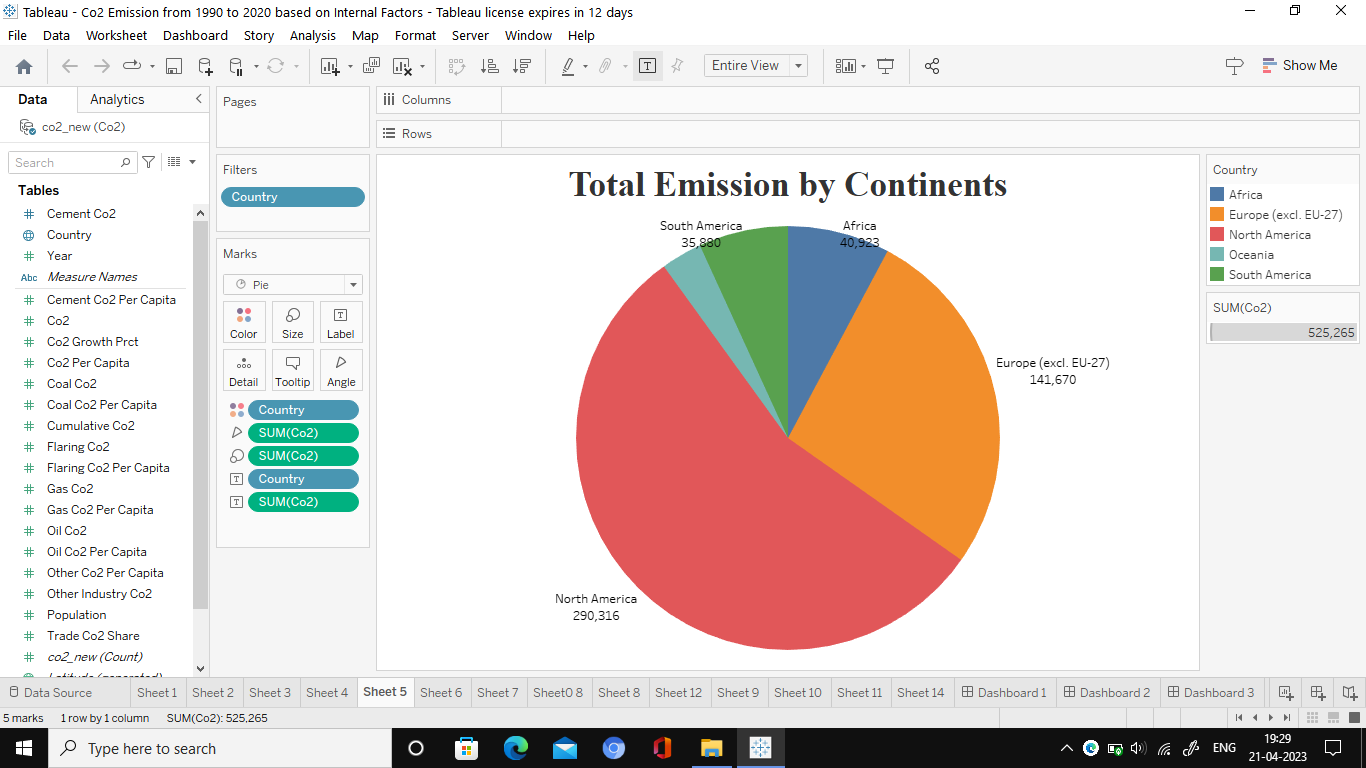 Tableau - Co2 Emission from 1990 to 2020 based on Internal Factors - Tableau license expires in 12 days
File Data Worksheet Dashboard Story Analysis Map Format Server Window Help
Entire View
Show Me
Data Analytics
co2_new (Co2)
Search
Tables
Cement Co2
Country
Year
Abc Measure Names
Cement Co2 Per Capita
Co2
Co2 Growth Prct
Co2 Per Capita
Coal Co2
Coal Co2 Per Capita
Cumulative Co2
Flaring Co2
Flaring Co2 Per Capita
Gas Co2
Gas Co2 Per Capita
Oil Co2
Oil Co2 Per Capita
Other Co2 Per Capita
Other Industry Co2
Population
Trade Co2 Share
co2_new (Count)
Latitude (generated)
Pages
Filters
Country
Marks
Pie
Color Size Label
Detail Tooltip Angle
Country
SUM(Co2)
SUM(Co2)
Country
SUM(Co2)
Columns
Rows
Total Emission by Continents
South America
35,880
Africa
40,923
Europe (excl. EU-27)
141,670
North America
290,316
Country
Africa
Europe (excl. EU-27)
North America
Oceania
South America
SUM(Co2)
525,265
Data Source Sheet 1 Sheet 2 Sheet 3 Sheet 4 Sheet 5 Sheet 6 Sheet 7 Sheet0 8 Sheet 8 Sheet 12 Sheet 9 Sheet 10 Sheet 11 Sheet 14 Dashboard 1 Dashboard 2 Dashboard 3
5 marks 1 row by 1 column SUM(Co2): 525,265
Type here to search
ENG
19:29
21-04-2023